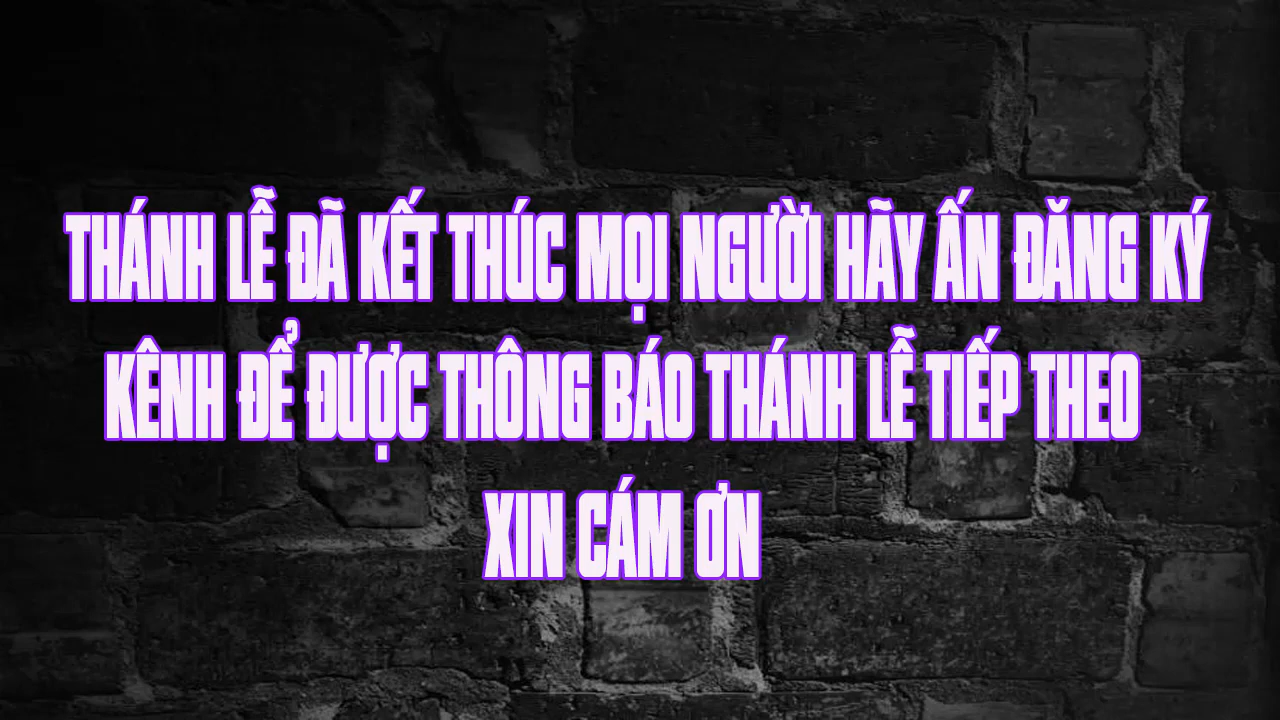 THÁNH LỄ ĐÃ KẾT THÚC MỌI NGƯỜI HÃY ẤN ĐĂNG KÝ
KÊNH ĐỂ ĐƯỢC THÔNG BÁO THÁNH LỄ TIẾP THEO
XIN CÁM ƠN